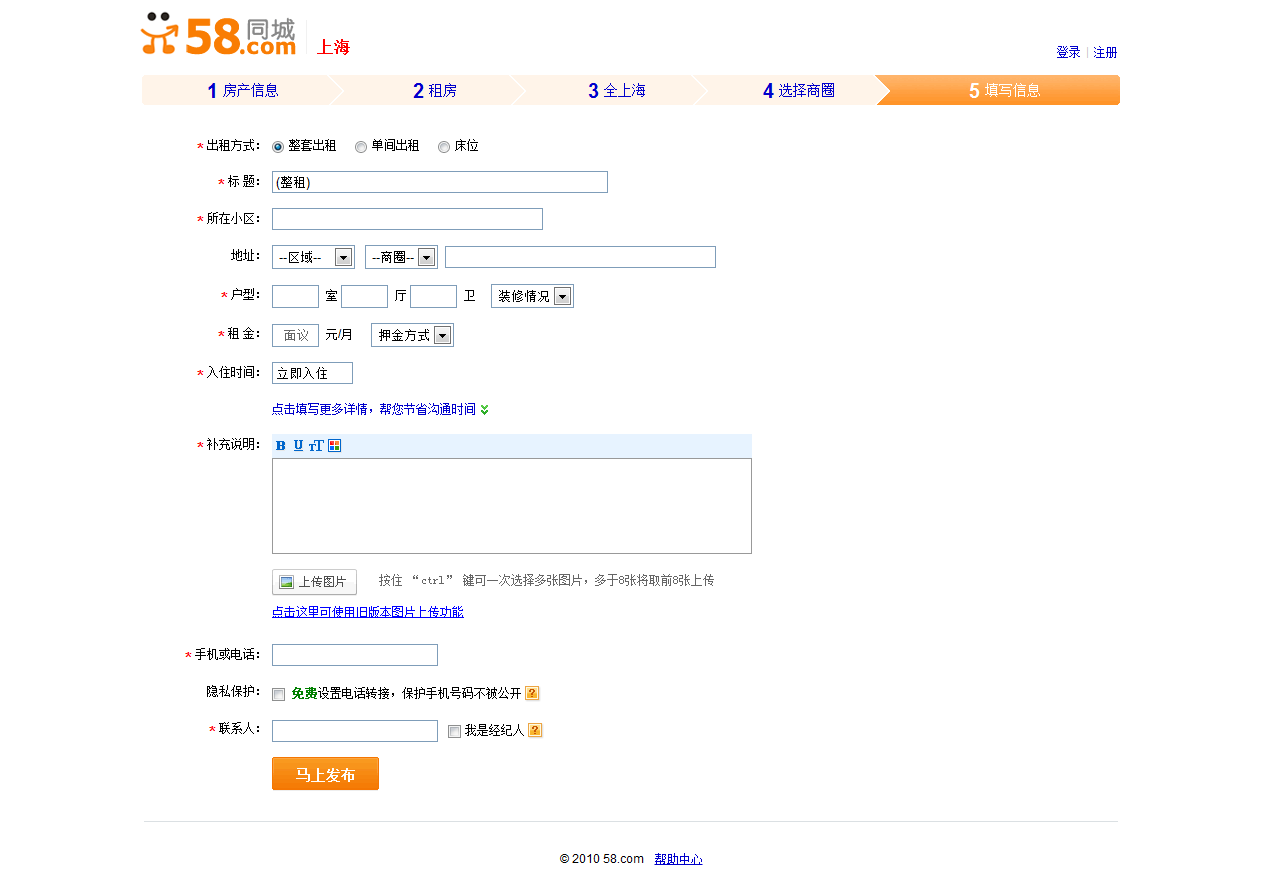 58同城.com
上海
登录 | 注册
1 房产信息 2 租房 3 全上海 4 选择商圈 5 填写信息
* 出租方式： 整套出租 单间出租 床位
* 标 题： (整租)
* 所在小区：
地址： --区域-- --商圈--
* 户型： 室 厅 卫 装修情况
* 租 金： 面议 元/月 押金方式
* 入住时间： 立即入住
点击填写更多详情，帮您节省沟通时间
* 补充说明： B U TT
上传图片 按住 “ctrl” 键可一次选择多张图片，多于8张将取前8张上传
点击这里可使用旧版本图片上传功能
* 手机或电话：
隐私保护： 免费设置电话转接，保护手机号码不被公开 ?
* 联系人： 我是经纪人 ?
马上发布
© 2010 58.com 帮助中心